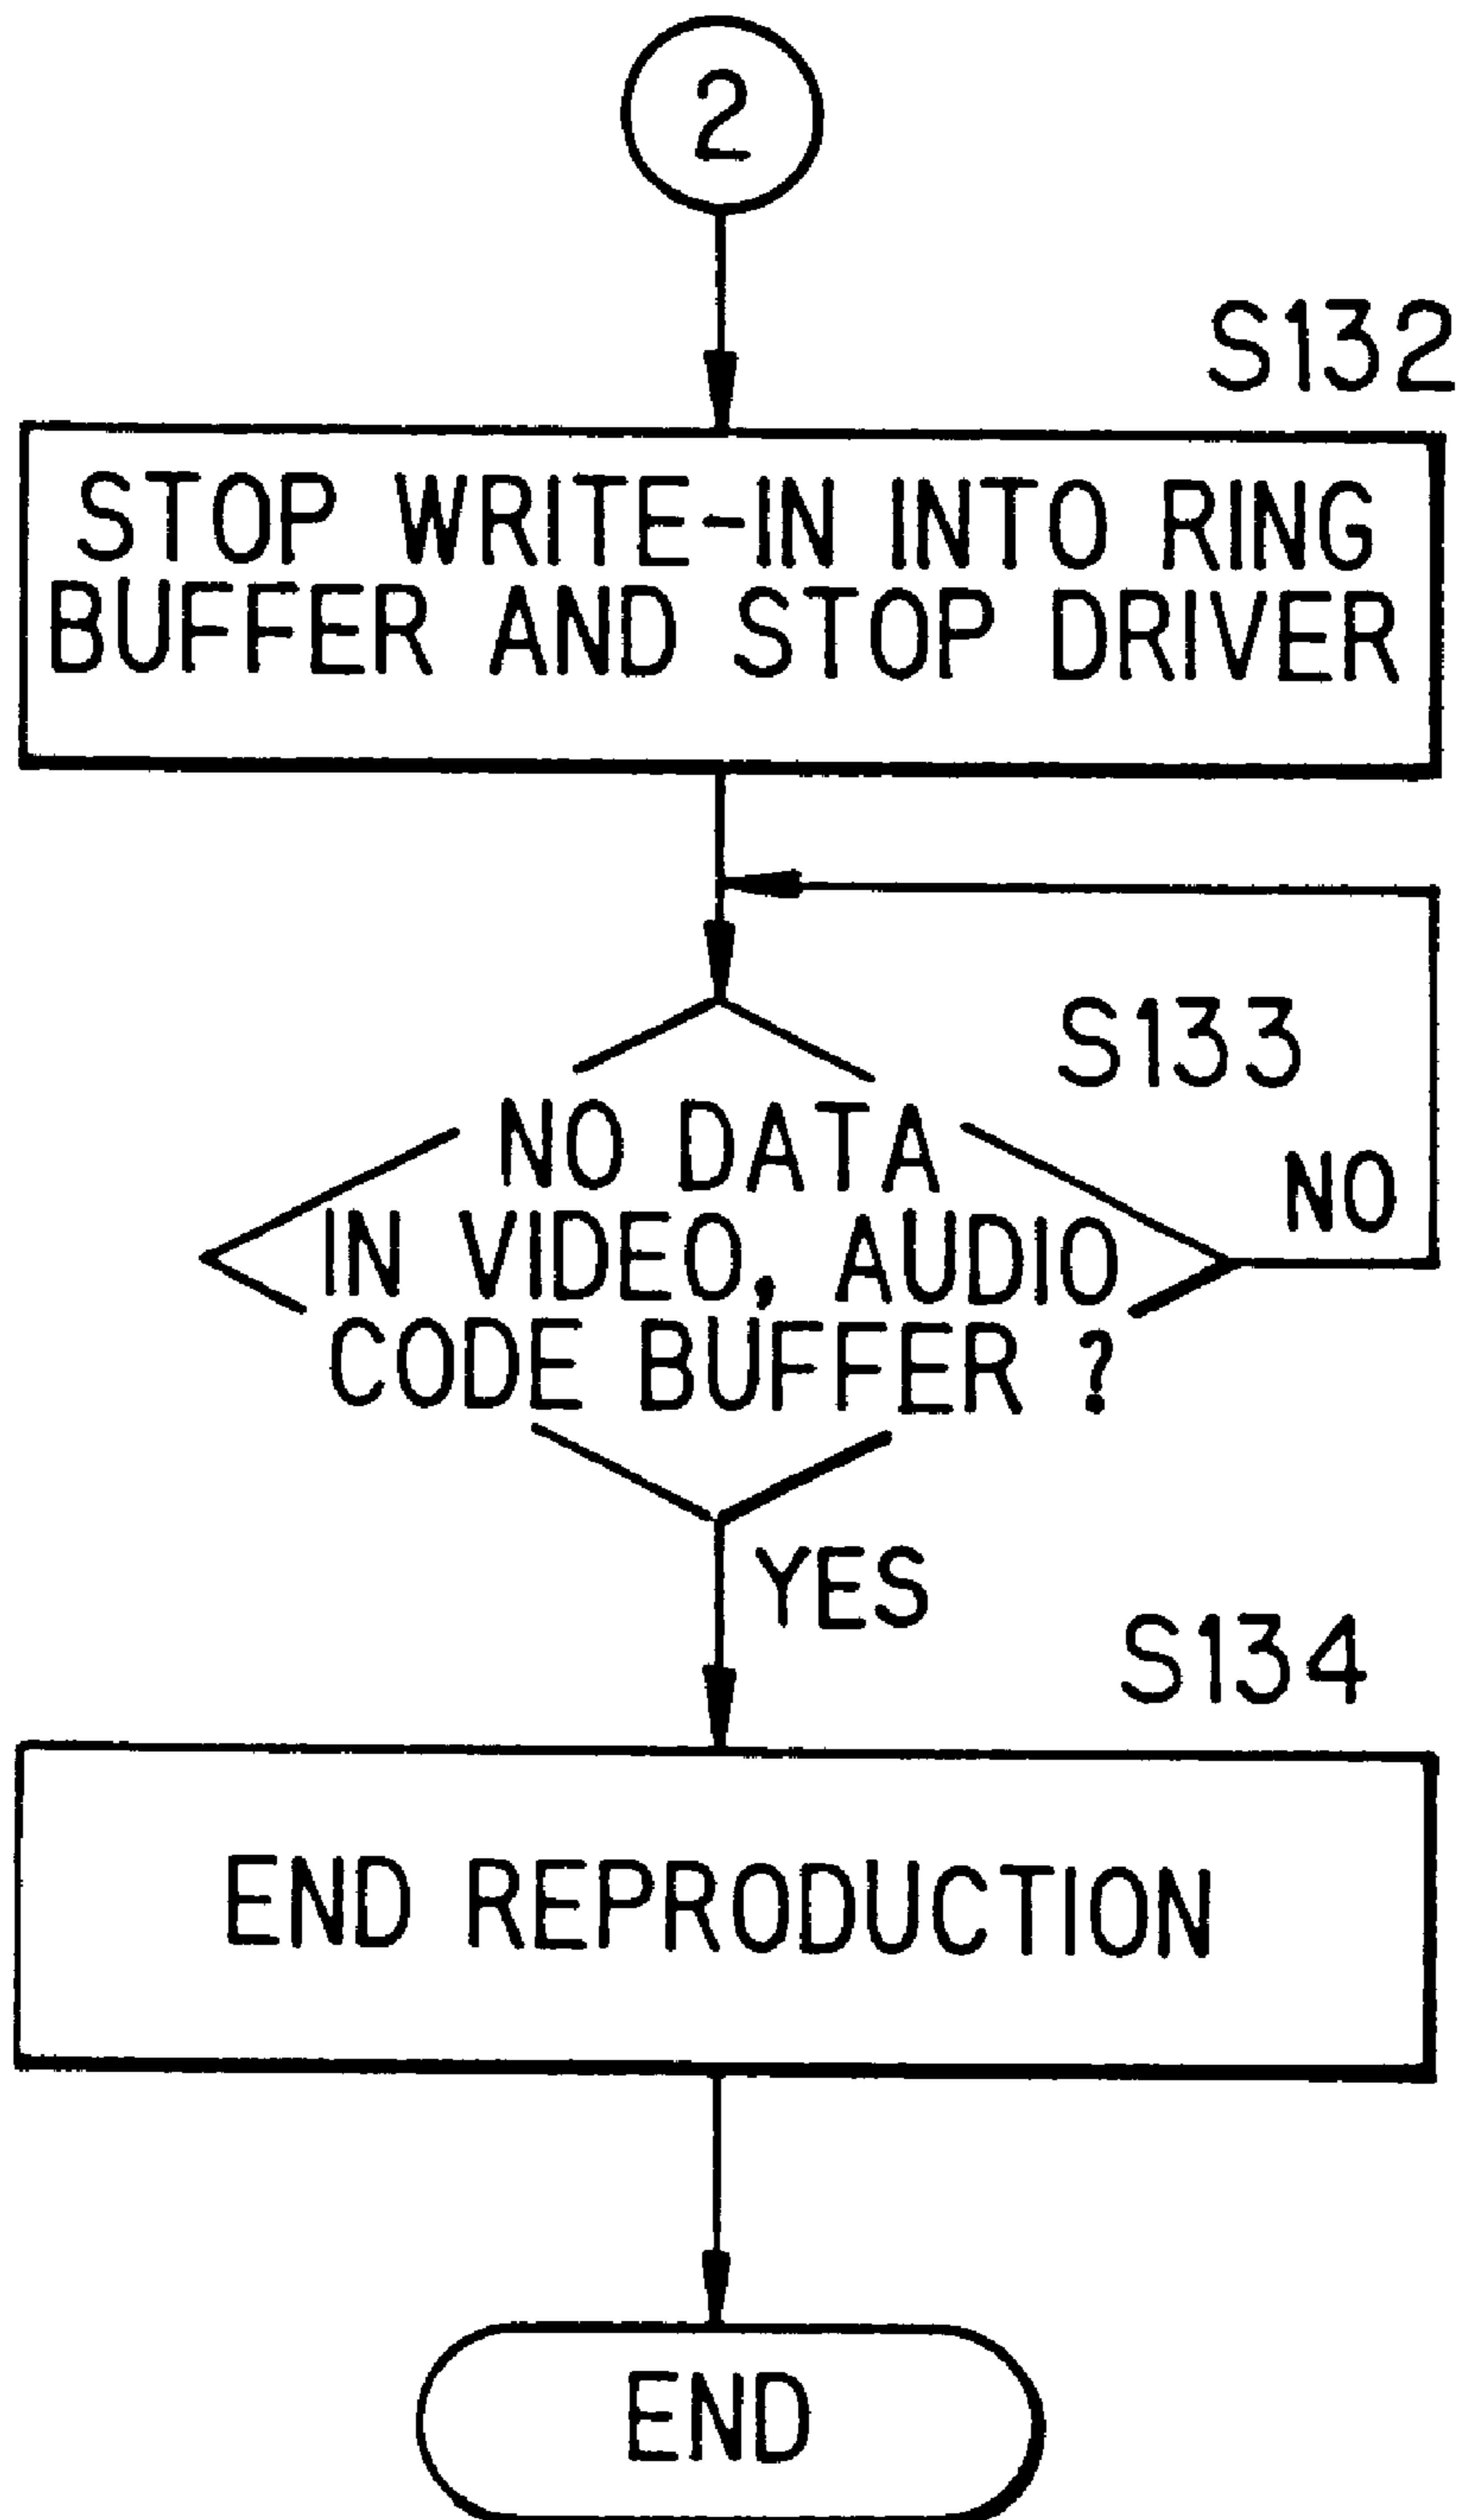 2
S132
STOP WRITE-IN INTO RING
BUFFER AND STOP DRIVER
S133
NO DATA
IN VIDEO, AUDIO
CODE BUFFER ?
NO
YES
S134
END REPRODUCTION
END